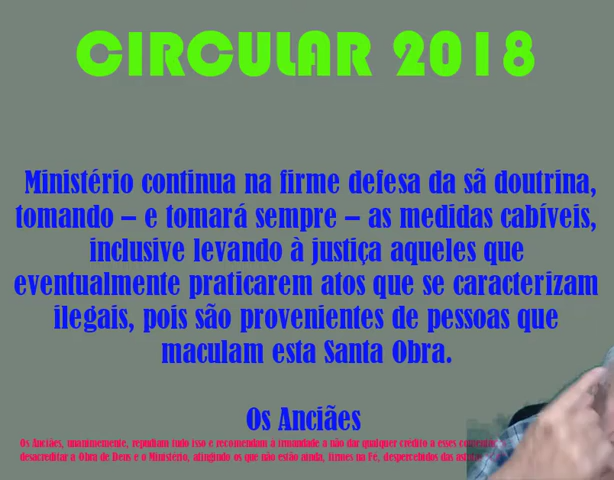 CIRCULAR 2018
Ministério continua na firme defesa da sã doutrina,
tomando – e tomará sempre – as medidas cabíveis,
inclusive levando à justiça aqueles que
eventualmente praticarem atos que se caracterizam
ilegais, pois são provenientes de pessoas que
maculam esta Santa Obra.
Os Anciães
Os Anciães, unanimemente, repudiam tudo isso e recomendam à irmandade a não dar qualquer crédito a esses
desacreditar a Obra de Deus e o Ministério, afingindo os que não estão ainda, firmes na Fé, despercebidos das